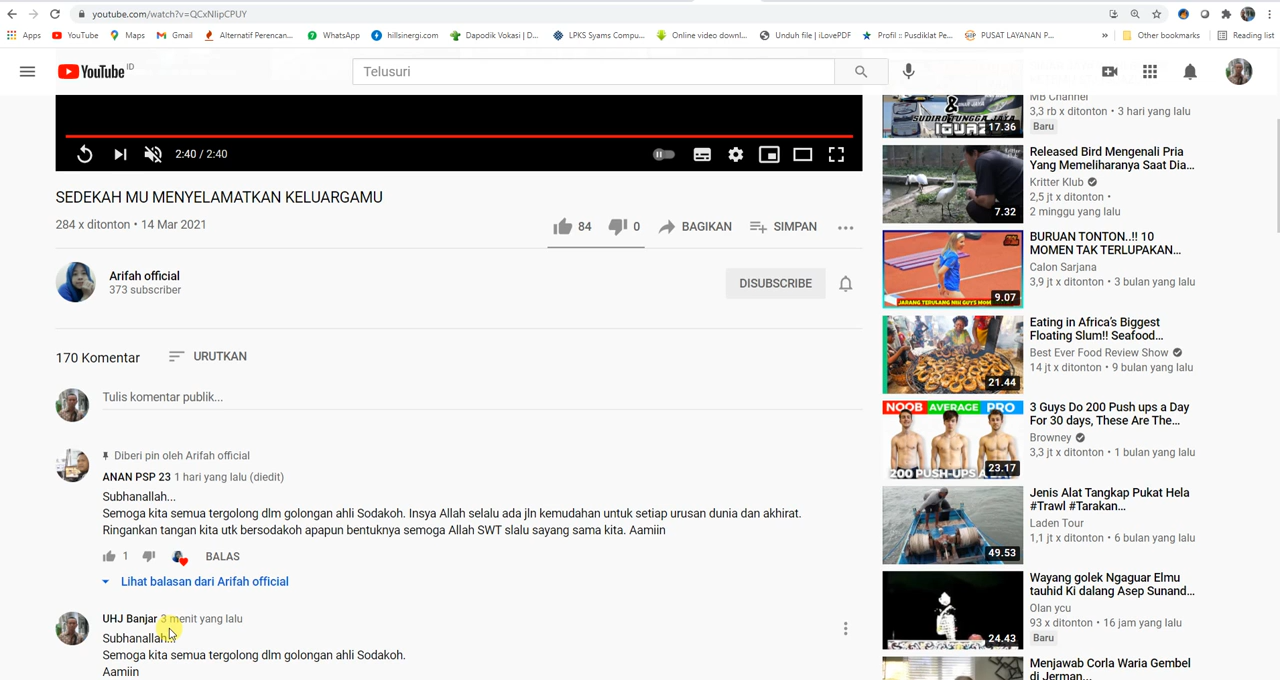 youtube.com/watch?v=QCxNlipCPUY
Apps YouTube Maps Gmail Alternatif Perencan... WhatsApp hillsinergi.com Dapodik Vokasi | D... LPKS Syams Compu... Online video downl... Unduh file | iLovePDF Profil :: Pusdiklat Pe... PUSAT LAYANAN P... » Other bookmarks Reading list
YouTube ID
Telusuri
2:40 / 2:40
SEDEKAH MU MENYELAMATKAN KELUARGAMU
284 x ditonton • 14 Mar 2021
84 0 BAGIKAN SIMPAN
Arifah official
373 subscriber
DISUBSCRIBE
170 Komentar URUTKAN
Tulis komentar publik...
Diberi pin oleh Arifah official
ANAN PSP 23 1 hari yang lalu (diedit)
Subhanallah...
Semoga kita semua tergolong dlm golongan ahli Sodakoh. Insya Allah selalu ada jln kemudahan untuk setiap urusan dunia dan akhirat.
Ringankan tangan kita utk bersodakoh apapun bentuknya semoga Allah SWT slalu sayang sama kita. Aamiin
1 BALAS
Lihat balasan dari Arifah official
UHJ Banjar 3 menit yang lalu
Subhanallah...
Semoga kita semua tergolong dlm golongan ahli Sodakoh.
Aamiin
&
SUDIRO TUNGGA JAYA
17.36
MB Channel
3,3 rb x ditonton • 3 hari yang lalu
Baru
Kritter Klub
7.32
Released Bird Mengenali Pria
Yang Memeliharanya Saat Dia...
Kritter Klub
2,5 jt x ditonton •
2 minggu yang lalu
JARANG TERULANG NIH GUYS MOM
9.07
BURUAN TONTON..!! 10
MOMEN TAK TERLUPAKAN...
Calon Sarjana
3,9 jt x ditonton • 3 bulan yang lalu
21.44
Eating in Africa's Biggest
Floating Slum!! Seafood...
Best Ever Food Review Show
14 jt x ditonton • 9 bulan yang lalu
NOOB AVERAGE PRO
200 PUSH-UPS A DA
23.17
3 Guys Do 200 Push ups a Day
For 30 days, These Are The...
Browney
3,3 jt x ditonton • 1 bulan yang lalu
49.53
Jenis Alat Tangkap Pukat Hela
#Trawl #Tarakan...
Laden Tour
1,1 jt x ditonton • 6 bulan yang lalu
24.43
Wayang golek Ngaguar Elmu
tauhid Ki dalang Asep Sunand...
Olan ycu
93 x ditonton • 16 jam yang lalu
Baru
Menjawab Corfa Waria Gembel
di Jerman...